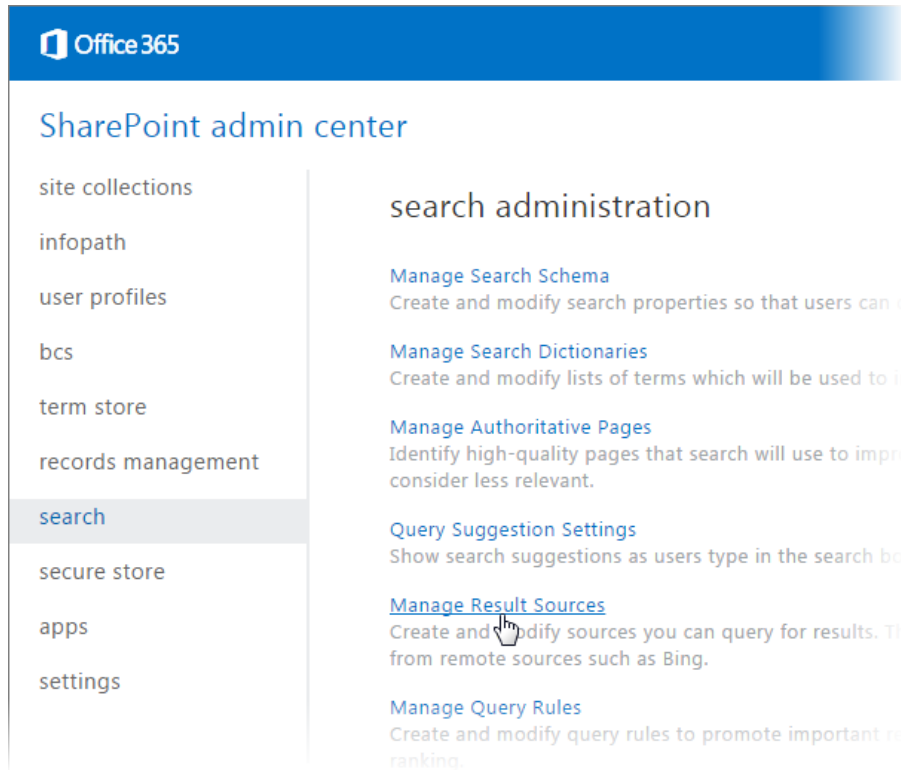 Office 365
SharePoint admin center
site collections
infopath
user profiles
bcs
term store
records management
search
secure store
apps
settings
search administration
Manage Search Schema
Create and modify search properties so that users can
Manage Search Dictionaries
Create and modify lists of terms which will be used to
Manage Authoritative Pages
Identify high-quality pages that search will use to
consider less relevant.
Query Suggestion Settings
Show search suggestions as users type in the search
Manage Result Sources
Create and modify sources you can query for results.
from remote sources such as Bing.
Manage Query Rules
Create and modify query rules to promote important
ranking.